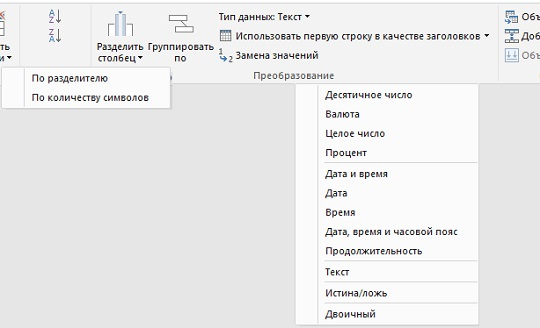 Тип данных: Текст
Использовать первую строку в качестве заголовков
Замена значений
Разделить
столбец
Группировать
по
Преобразование
По разделителю
По количеству символов
Десятичное число
Валюта
Целое число
Процент
Дата и время
Дата
Время
Дата, время и часовой пояс
Продолжительность
Текст
Истина/ложь
Двоичный